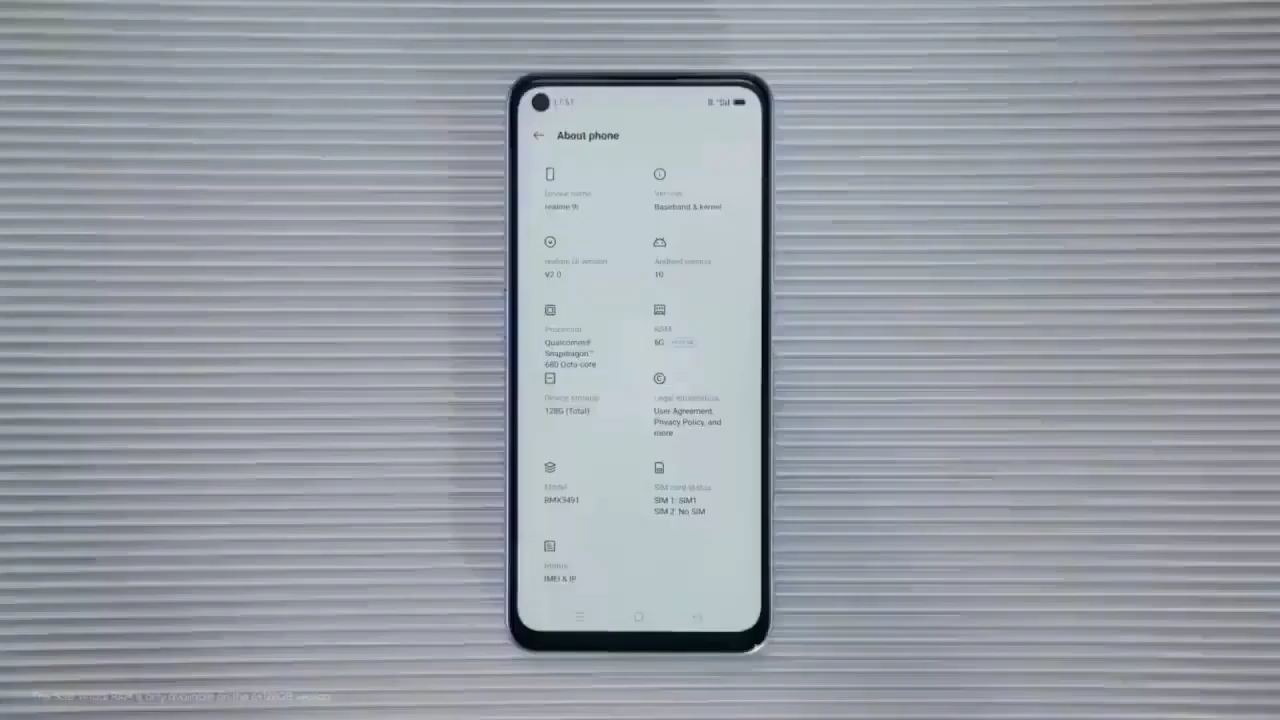 About phone
Device name
realme 9i
Version
Baseband & kernel
realme UI version
V2.0
Android version
10
Processor
Qualcomm®
Snapdragon™
680 Octa-core
RAM
6G
Device storage
128G (Total)
Legal information
User Agreement,
Privacy Policy, and
more
Model
RMX3491
SIM card status
SIM 1: SIM1
SIM 2: No SIM
Status
IMEI & IP